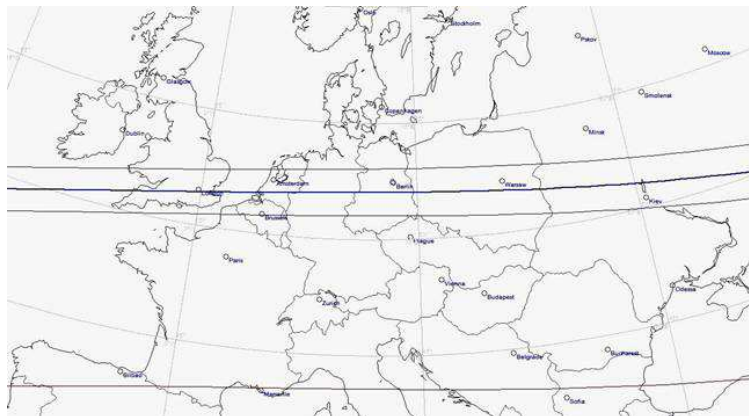 Oslo
Stockholm
Pskov
Moscow
Glasgow
Smolensk
Copenhagen
Minsk
Dublin
Amsterdam
Berlin
Warsaw
London
Kiev
Brussels
Prague
Paris
Vienna
Odessa
Budapest
Zurich
Belgrade
Bucharest
Bilbao
Marseille
Sofia